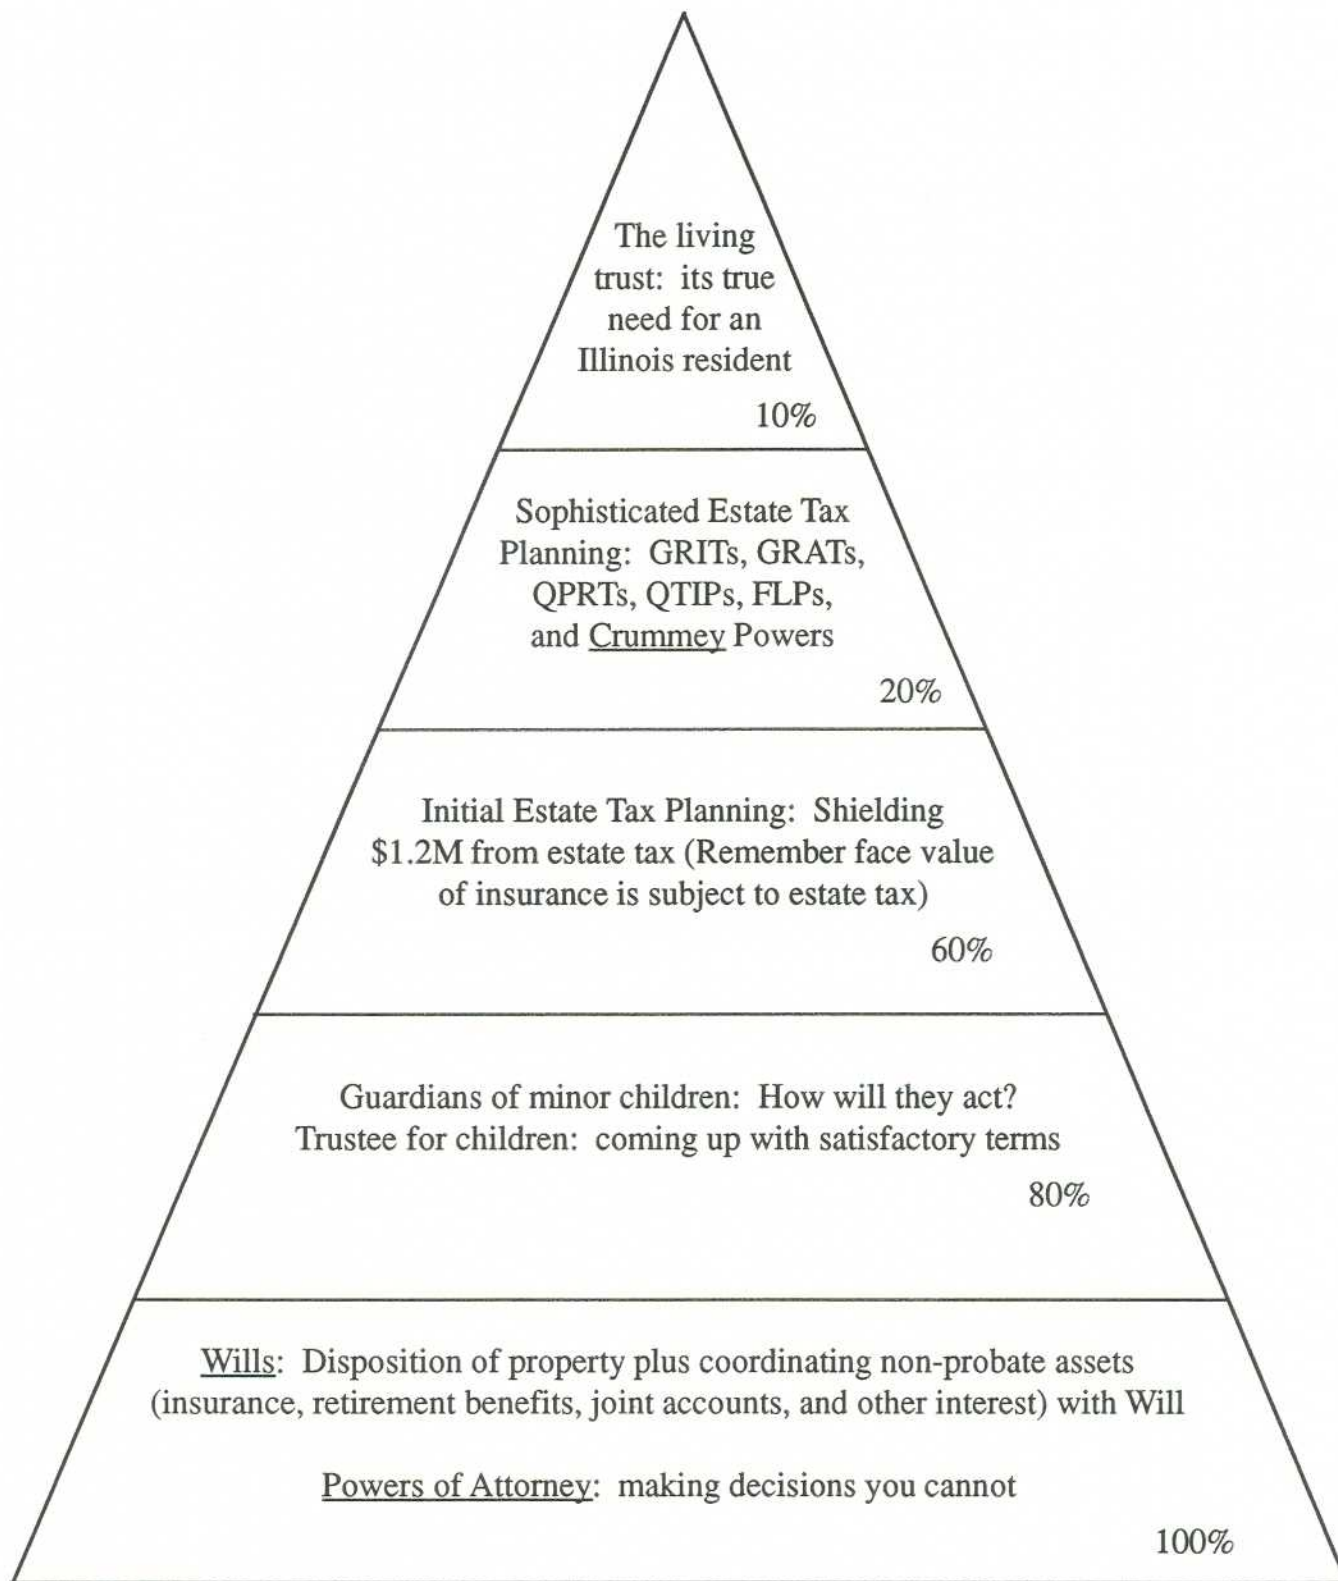 The living
trust: its true
need for an
Illinois resident
10%
Sophisticated Estate Tax
Planning: GRITs, GRATs,
QPRTs, QTIPs, FLPs,
and Crummey Powers
20%
Initial Estate Tax Planning: Shielding
$1.2M from estate tax (Remember face value
of insurance is subject to estate tax)
60%
Guardians of minor children: How will they act?
Trustee for children: coming up with satisfactory terms
80%
Wills: Disposition of property plus coordinating non-probate assets
(insurance, retirement benefits, joint accounts, and other interest) with Will
Powers of Attorney: making decisions you cannot
100%